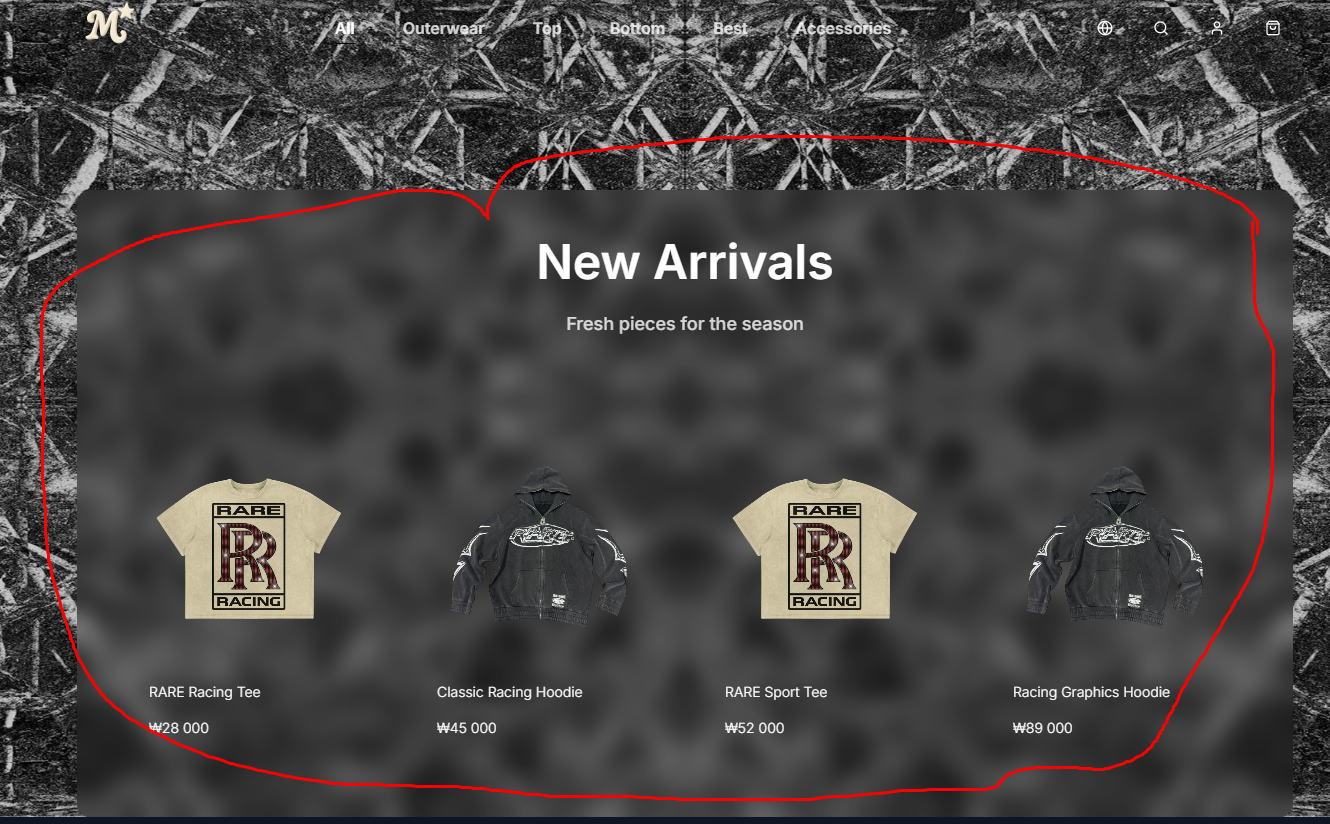 M
All Outerwear Top Bottom Best Accessories
New Arrivals
Fresh pieces for the season
RARE
RR
RACING
RARE
RARE
RR
RACING
RARE
RARE Racing Tee
Classic Racing Hoodie
RARE Sport Tee
Racing Graphics Hoodie
₩28 000
₩45 000
₩52 000
₩89 000